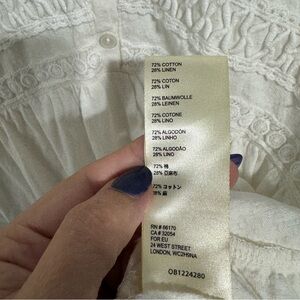 72% COTTON
28% LINEN
72% COTON
28% LIN
72% BAUMWOLLE
28% LEINEN
72% COTONE
28% LINO
72% ALGODÓN
28% LINHO
72% ALGODÃO
28% LINO
72% 棉
28% 亞麻布
72% コットン
28% 麻
RN # 66170
CA # 32054
FOR EU
24 WEST STREET
LONDON, WC2H9NA
OB1224280